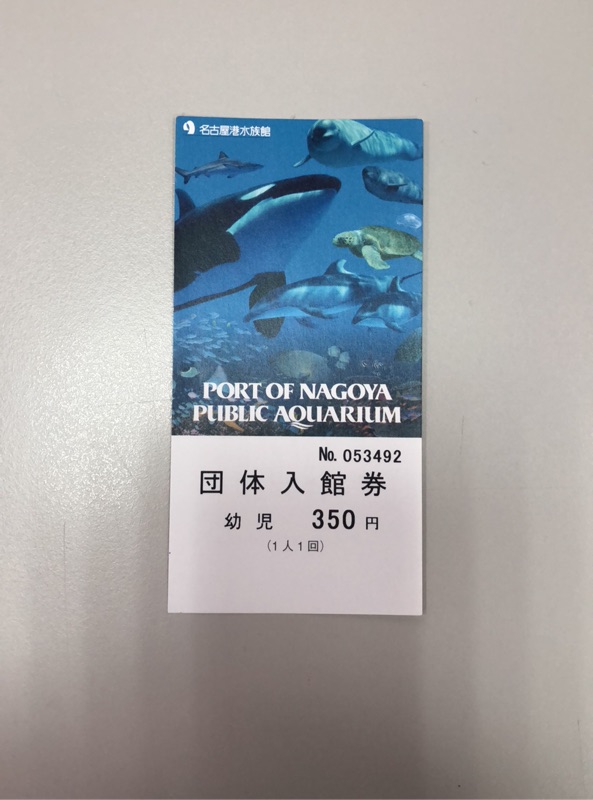 名古屋港水族館
PORT OF NAGOYA
PUBLIC AQUARIUM
No. 053492
団体入館券
幼児 350円
(1人1回)